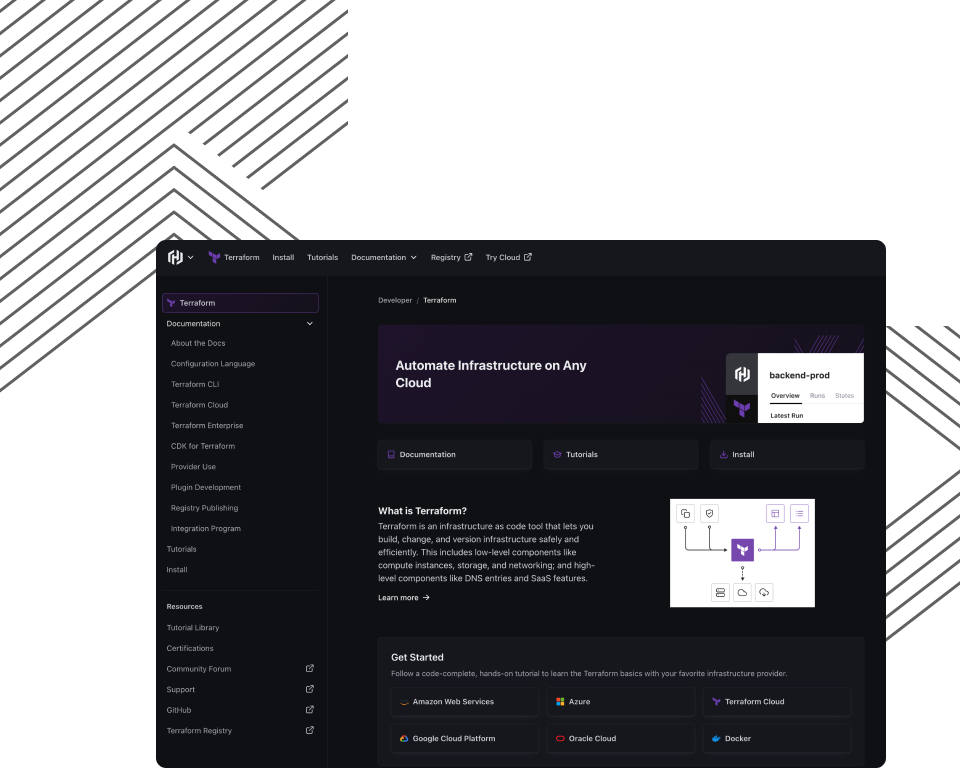 Terraform Install Tutorials Documentation Registry Try Cloud
Terraform
Documentation
About the Docs
Configuration Language
Terraform CLI
Terraform Cloud
Terraform Enterprise
CDK for Terraform
Provider Use
Plugin Development
Registry Publishing
Integration Program
Tutorials
Install
Resources
Tutorial Library
Certifications
Community Forum
Support
GitHub
Terraform Registry
Developer / Terraform
Automate Infrastructure on Any
Cloud
backend-prod
Overview Runs States
Latest Run
Documentation Tutorials Install
What is Terraform?
Terraform is an infrastructure as code tool that lets you
build, change, and version infrastructure safely and
efficiently. This includes low-level components like
compute instances, storage, and networking; and high-
level components like DNS entries and SaaS features.
Learn more
Get Started
Follow a code-complete, hands-on tutorial to learn the Terraform basics with your favorite infrastructure provider.
Amazon Web Services Azure Terraform Cloud
Google Cloud Platform Oracle Cloud Docker